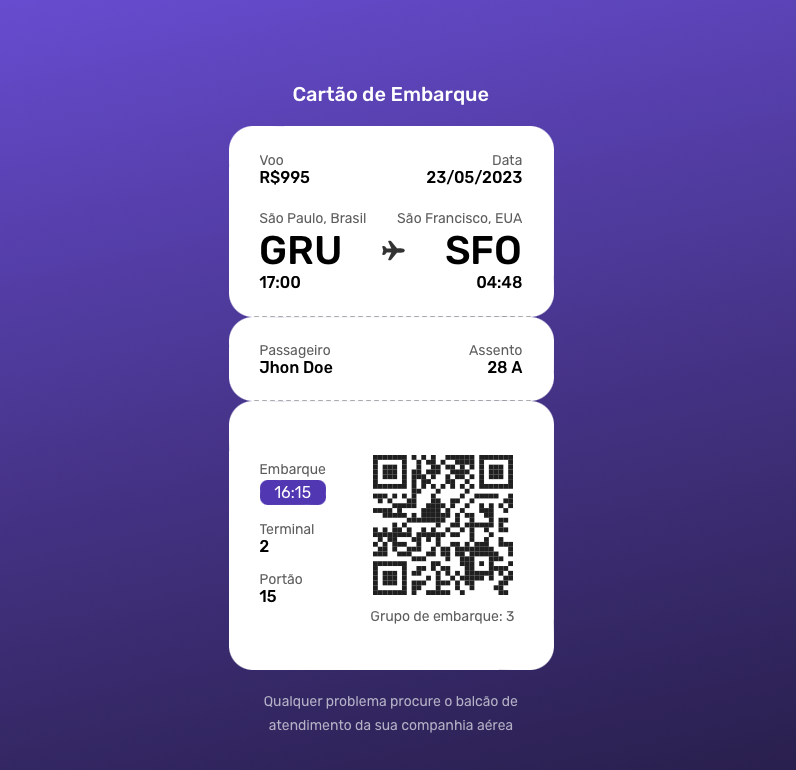 Cartão de Embarque
Voo Data
R$995 23/05/2023
São Paulo, Brasil São Francisco, EUA
GRU SFO
17:00 04:48
Passageiro Assento
Jhon Doe 28 A
Embarque
16:15
Terminal
2
Portão
15
Grupo de embarque: 3
Qualquer problema procure o balcão de
atendimento da sua companhia aérea